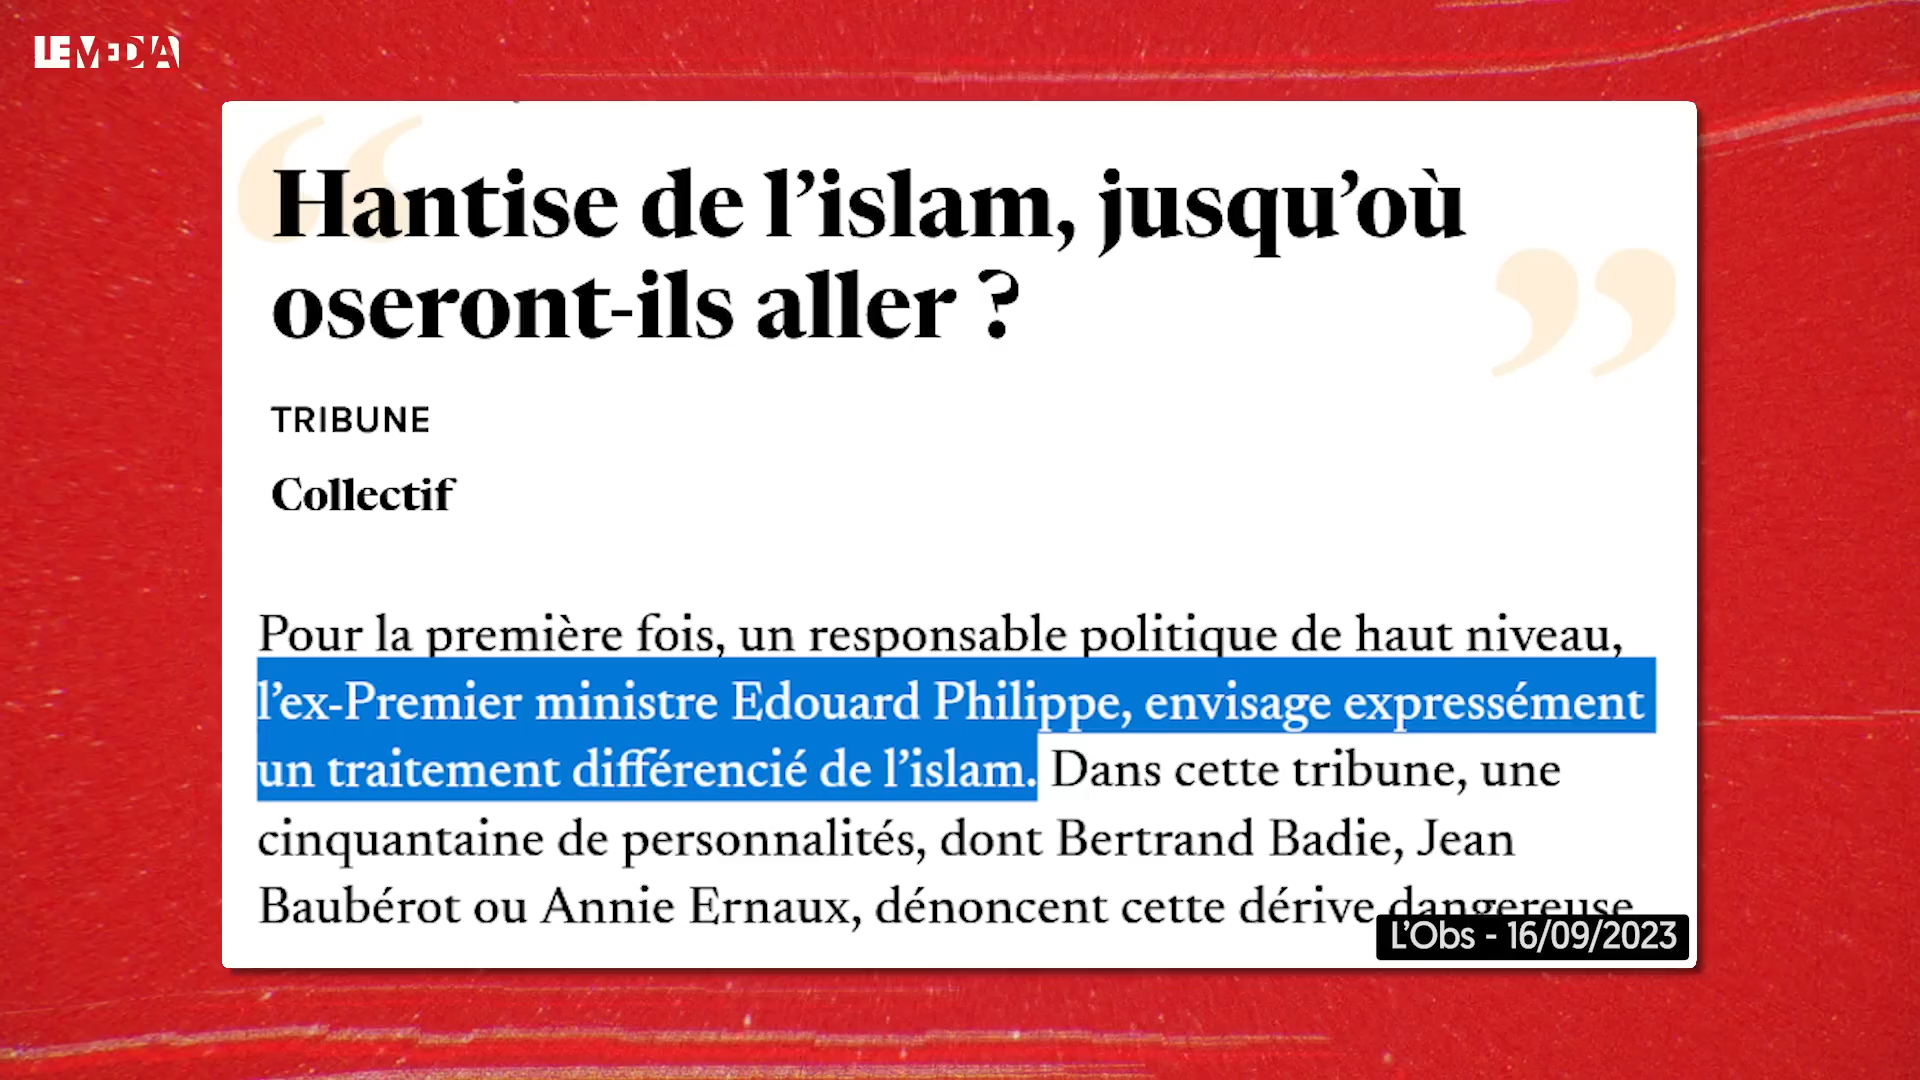 LEMEDIA
Hantise de l’islam, jusqu’où
oseront-ils aller ?
TRIBUNE
Collectif
Pour la première fois, un responsable politique de haut niveau,
l’ex-Premier ministre Edouard Philippe, envisage expressément
un traitement différencié de l’islam. Dans cette tribune, une
cinquantaine de personnalités, dont Bertrand Badie, Jean
Baubérot ou Annie Ernaux, dénoncent cette dérive dangereuse
L’Obs - 16/09/2023